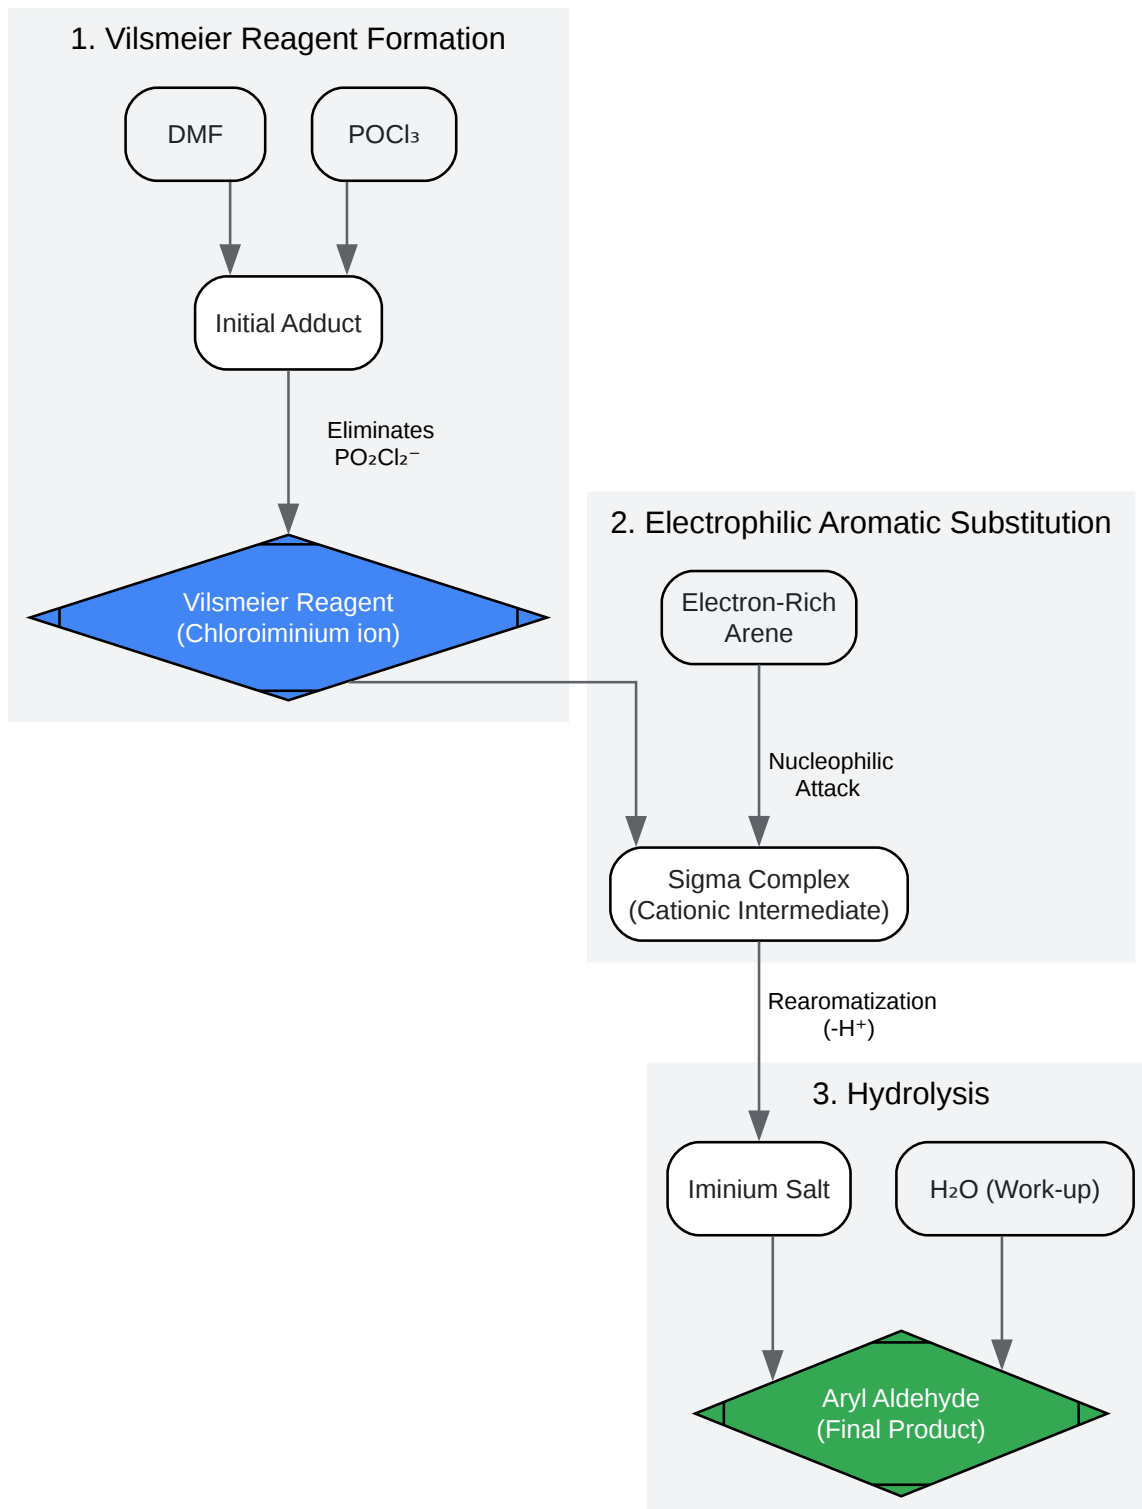 1. Vilsmeier Reagent Formation
DMF
POCl₃
Initial Adduct
Eliminates
PO₂Cl₂⁻
Vilsmeier Reagent
(Chloroiminium ion)
2. Electrophilic Aromatic Substitution
Electron-Rich
Arene
Nucleophilic
Attack
Sigma Complex
(Cationic Intermediate)
Rearomatization
(-H⁺)
3. Hydrolysis
Iminium Salt
H₂O (Work-up)
Aryl Aldehyde
(Final Product)